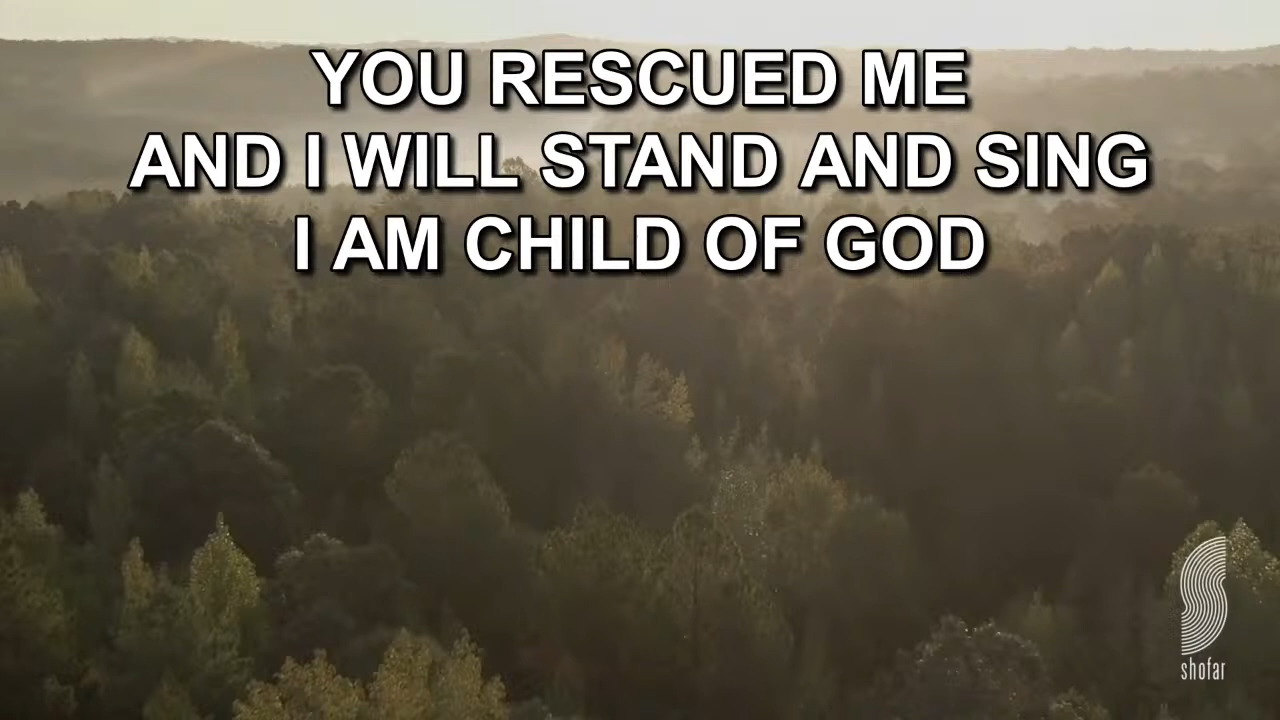 YOU RESCUED ME
AND I WILL STAND AND SING
I AM CHILD OF GOD
shofar